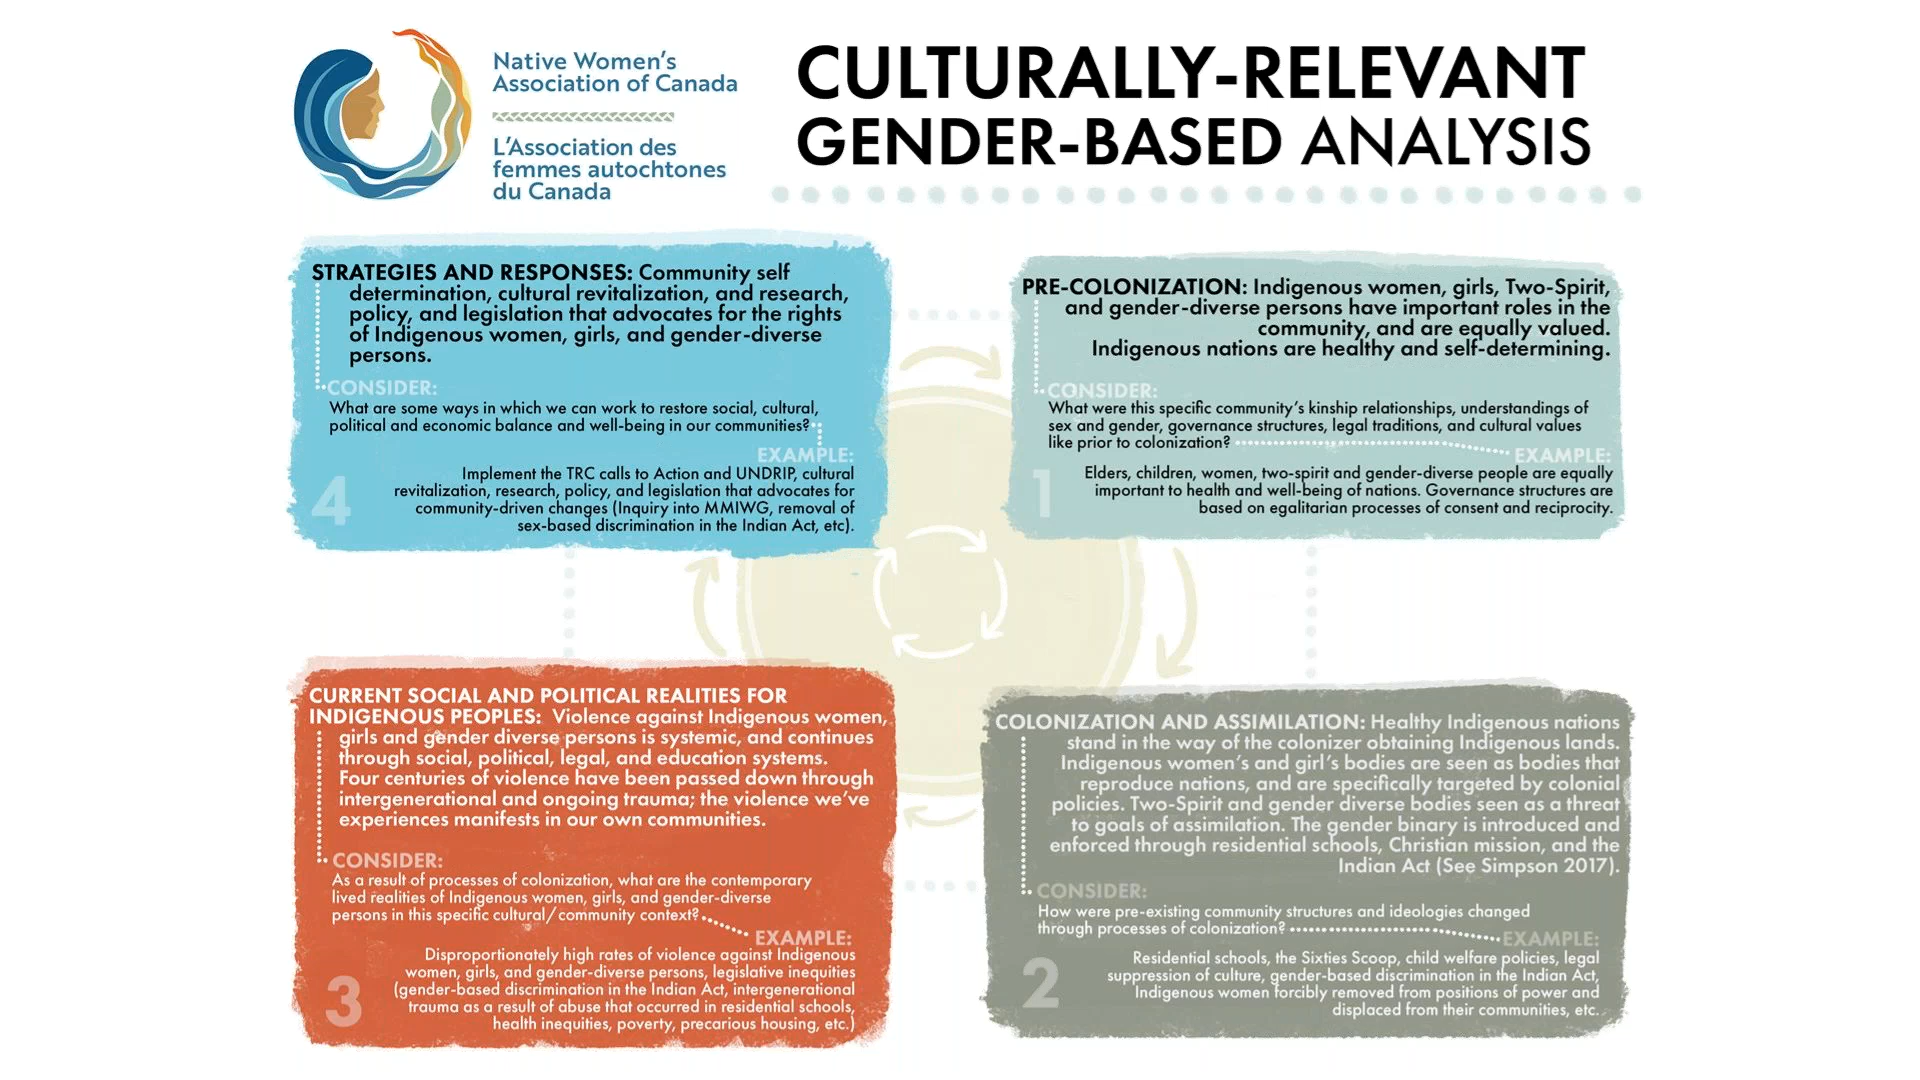 Native Women's
Association of Canada
L'Association des
femmes autochtones
du Canada
CULTURALLY-RELEVANT
GENDER-BASED ANALYSIS
STRATEGIES AND RESPONSES: Community self
determination, cultural revitalization, and research,
policy, and legislation that advocates for the rights
of Indigenous women, girls, and gender-diverse
persons.
CONSIDER:
What are some ways in which we can work to restore social, cultural,
political and economic balance and well-being in our communities?
EXAMPLE:
Implement the TRC calls to Action and UNDRIP, cultural
revitalization, research, policy, and legislation that advocates for
community-driven changes (Inquiry into MMIWG, removal of
sex-based discrimination in the Indian Act, etc).
4
PRE-COLONIZATION: Indigenous women, girls, Two-Spirit,
and gender-diverse persons have important roles in the
community, and are equally valued.
Indigenous nations are healthy and self-determining.
CONSIDER:
What were this specific community's kinship relationships, understandings of
sex and gender, governance structures, legal traditions, and cultural values
like prior to colonization?
EXAMPLE:
Elders, children, women, two-spirit and gender-diverse people are equally
important to health and well-being of nations. Governance structures are
based on egalitarian processes of consent and reciprocity.
1
CURRENT SOCIAL AND POLITICAL REALITIES FOR
INDIGENOUS PEOPLES: Violence against Indigenous women,
girls and gender diverse persons is systemic, and continues
through social, political, legal, and education systems.
Four centuries of violence have been passed down through
intergenerational and ongoing trauma; the violence we've
experiences manifests in our own communities.
CONSIDER:
As a result of processes of colonization, what are the contemporary
lived realities of Indigenous women, girls, and gender-diverse
persons in this specific cultural/community context?
EXAMPLE:
Disproportionately high rates of violence against Indigenous
women, girls, and gender-diverse persons, legislative inequities
(gender-based discrimination in the Indian Act, intergenerational
trauma as a result of abuse that occurred in residential schools,
health inequities, poverty, precarious housing, etc.)
3
COLONIZATION AND ASSIMILATION: Healthy Indigenous nations
stand in the way of the colonizer obtaining Indigenous lands.
Indigenous women's and girl's bodies are seen as bodies that
reproduce nations, and are specifically targeted by colonial
policies. Two-Spirit and gender diverse bodies seen as a threat
to goals of assimilation. The gender binary is introduced and
enforced through residential schools, Christian mission, and the
Indian Act (See Simpson 2017).
CONSIDER:
How were pre-existing community structures and ideologies changed
through processes of colonization?
EXAMPLE:
Residential schools, the Sixties Scoop, child welfare policies, legal
suppression of culture, gender-based discrimination in the Indian Act,
Indigenous women forcibly removed from positions of power and
displaced from their communities, etc.
2